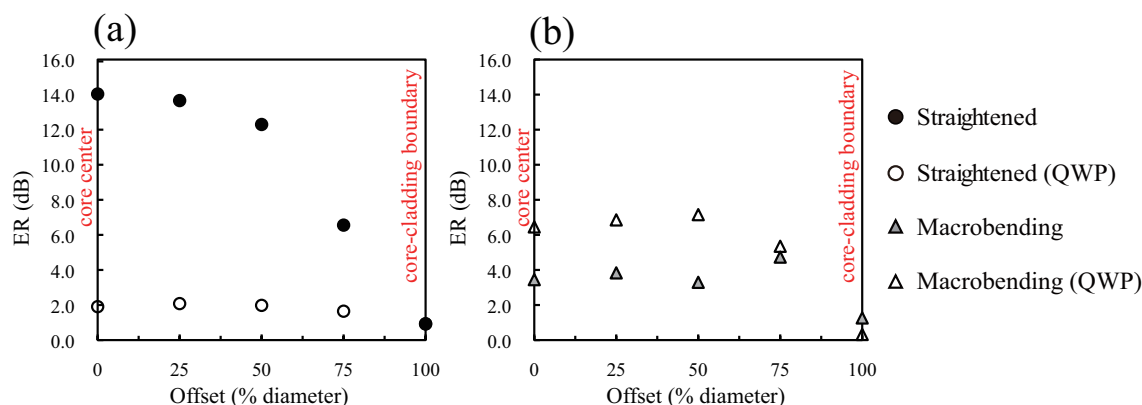 (a)
16.0
14.0
12.0
10.0
8.0
6.0
4.0
2.0
0.0
ER (dB)
core center
core-cladding boundary
0
25
50
75
100
Offset (% diameter)
(b)
16.0
14.0
12.0
10.0
8.0
6.0
4.0
2.0
0.0
ER (dB)
core center
core-cladding boundary
0
25
50
75
100
Offset (% diameter)
Straightened
Straightened (QWP)
Macrobending
Macrobending (QWP)